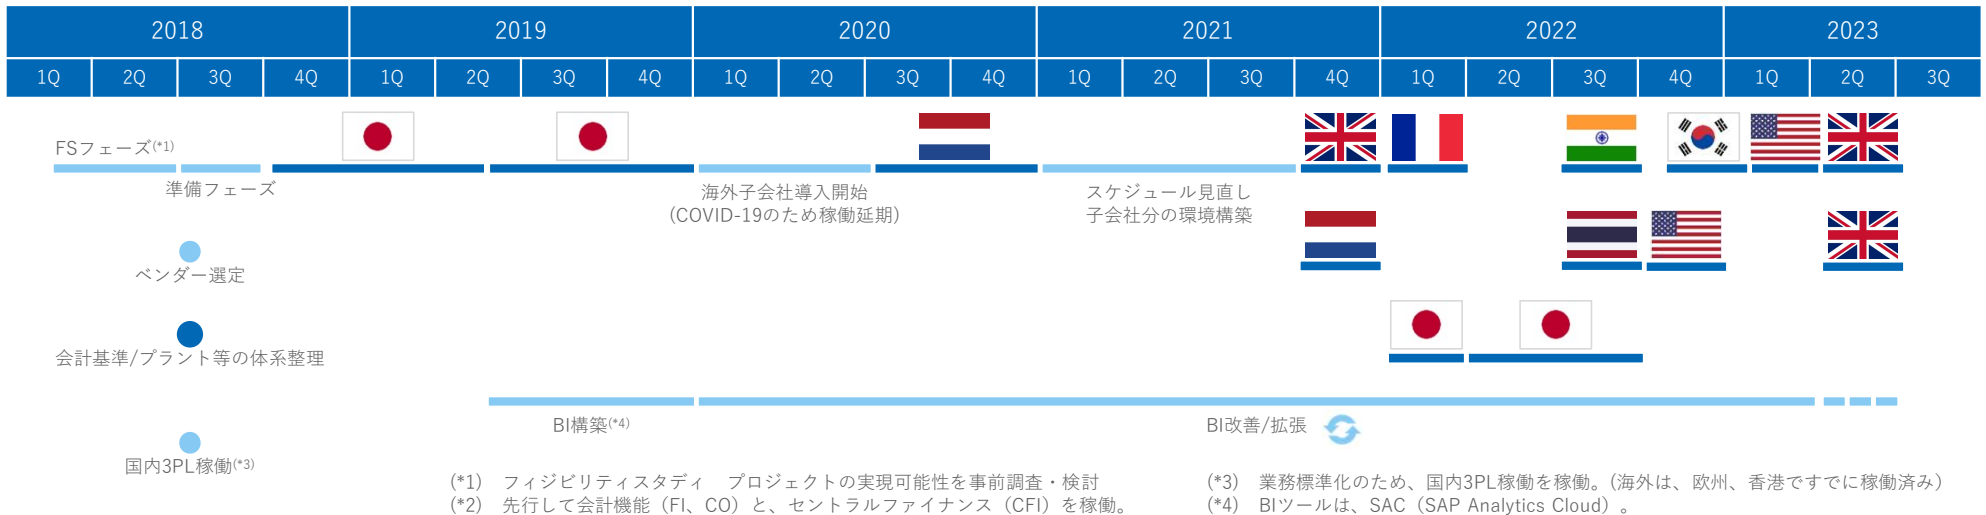 2018 2019 2020 2021 2022 2023
1Q 2Q 3Q 4Q 1Q 2Q 3Q 4Q 1Q 2Q 3Q 4Q 1Q 2Q 3Q 4Q 1Q 2Q 3Q 4Q 1Q 2Q 3Q
FSフェーズ(*1)
準備フェーズ
海外子会社導入開始
(COVID-19のため稼働延期)
スケジュール見直し
子会社分の環境構築
ベンダー選定
会計基準/プラント等の体系整理
BI構築(*4)
BI改善/拡張
国内3PL稼働(*3)
(*1) フィジビリティスタディ プロジェクトの実現可能性を事前調査・検討
(*2) 先行して会計機能（FI、CO）と、セントラルファイナンス（CFI）を稼働。
(*3) 業務標準化のため、国内3PL稼働を稼働。(海外は、欧州、香港ですでに稼働済み）
(*4) BIツールは、SAC（SAP Analytics Cloud）。